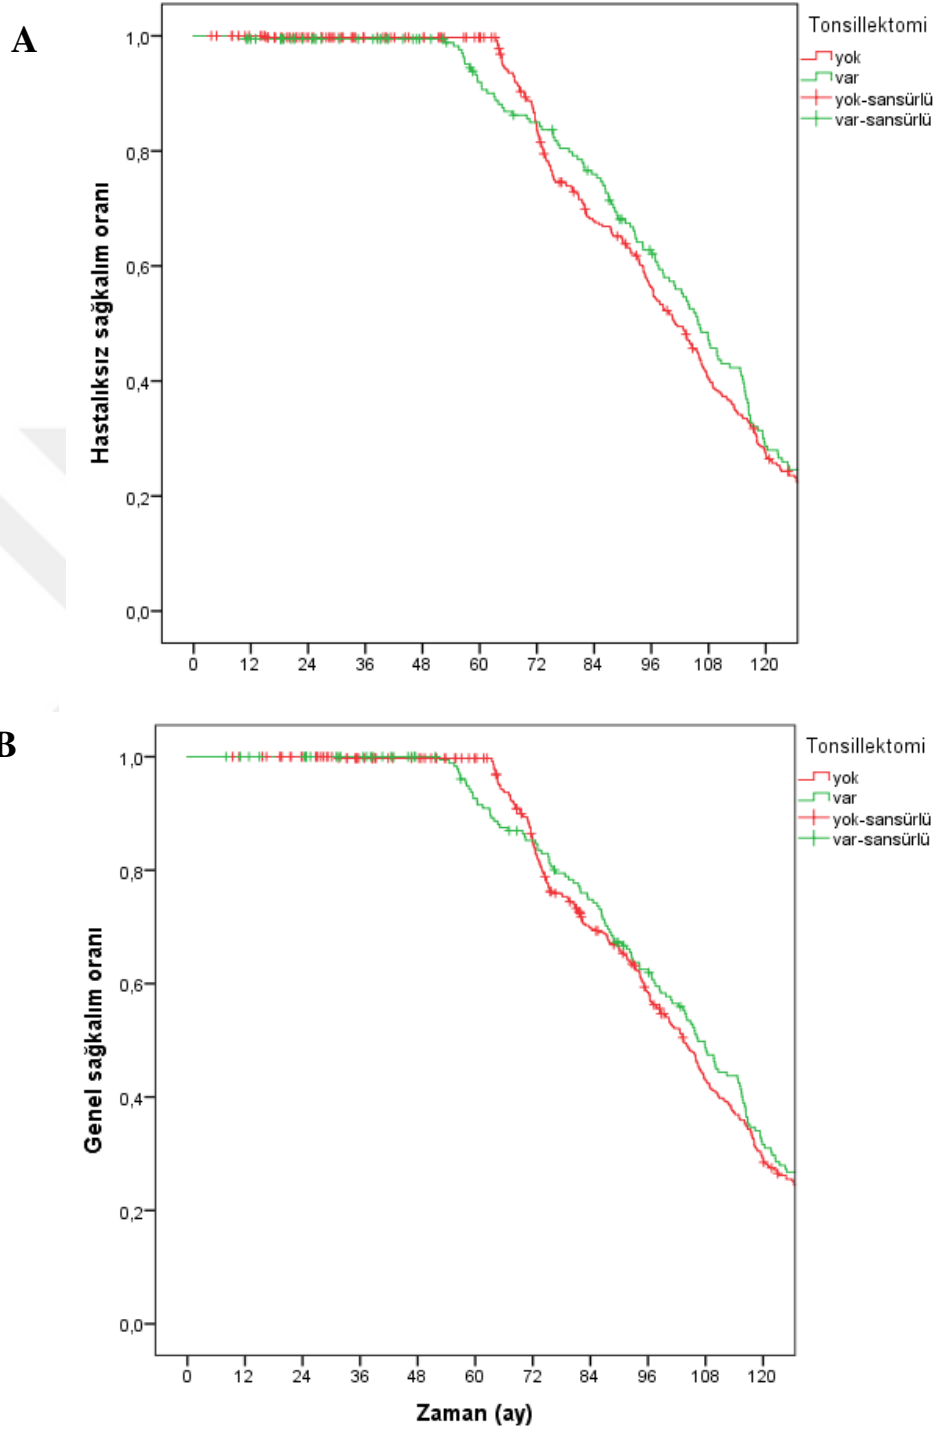 A
Tonsillektomi
yok
var
yok-sansürlü
var-sansürlü
Hastalıksız sağkalım oranı
1,0
0,8
0,6
0,4
0,2
0,0
0 12 24 36 48 60 72 84 96 108 120
B
Tonsillektomi
yok
var
yok-sansürlü
var-sansürlü
Genel sağkalım oranı
1,0
0,8
0,6
0,4
0,2
0,0
0 12 24 36 48 60 72 84 96 108 120
Zaman (ay)